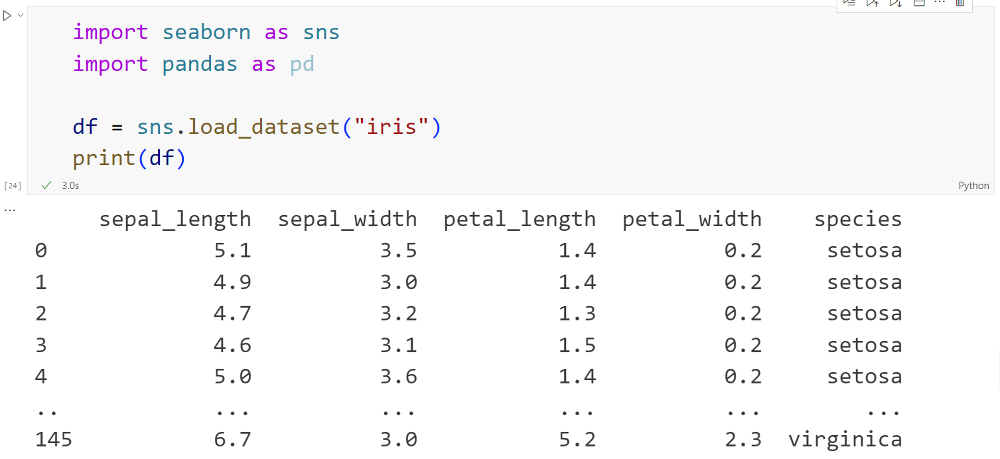 import seaborn as sns
import pandas as pd
df = sns.load_dataset("iris")
print(df)
[24] 3.0s Python
...
sepal_length sepal_width petal_length petal_width species
0 5.1 3.5 1.4 0.2 setosa
1 4.9 3.0 1.4 0.2 setosa
2 4.7 3.2 1.3 0.2 setosa
3 4.6 3.1 1.5 0.2 setosa
4 5.0 3.6 1.4 0.2 setosa
.. ... ... ... ... ...
145 6.7 3.0 5.2 2.3 virginica